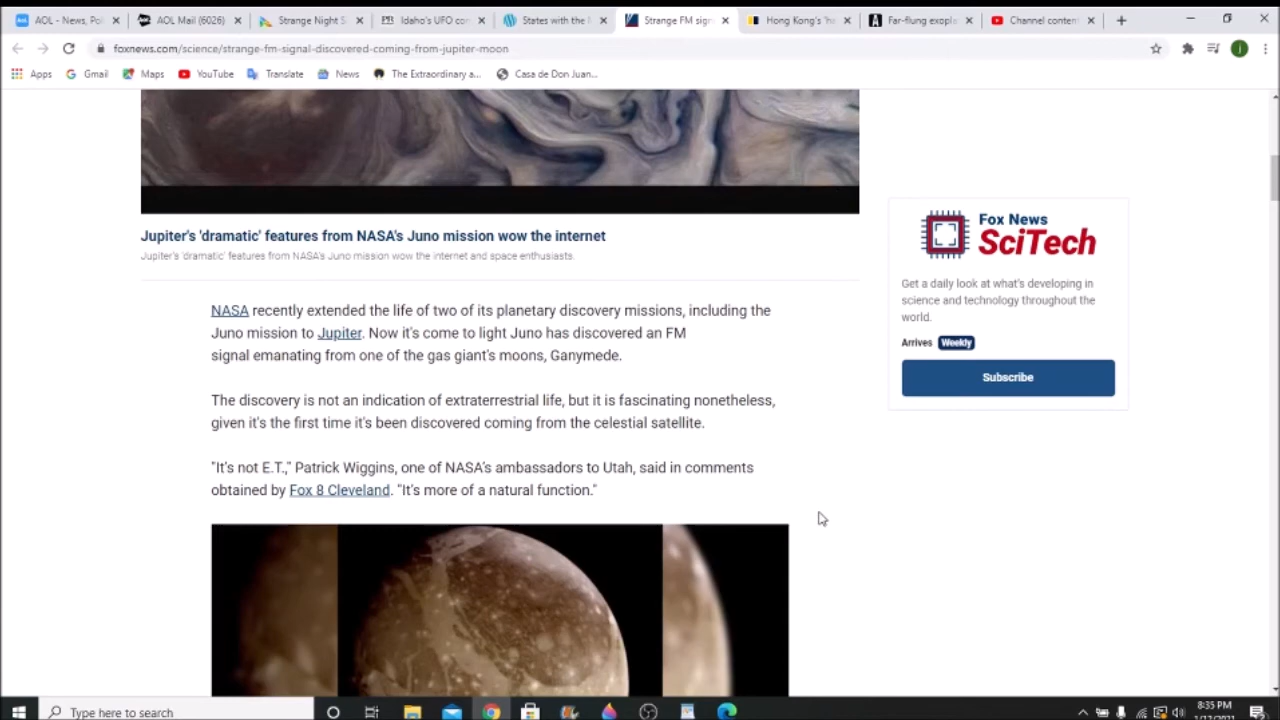 AOL - News, Pol
AOL Mail (6026)
Strange Night S
Idaho's UFO con
States with the
Strange FM sign
Hong Kong's 'ha
Far-flung exople
Channel content
foxnews.com/science/strange-fm-signal-discovered-coming-from-jupiter-moon
Apps
Gmail
Maps
YouTube
Translate
News
The Extraordinary a...
Casa de Don Juan...
Jupiter's 'dramatic' features from NASA's Juno mission wow the internet
Jupiter's 'dramatic' features from NASA's Juno mission wow the internet and space enthusiasts.
NASA recently extended the life of two of its planetary discovery missions, including the
Juno mission to Jupiter. Now it's come to light Juno has discovered an FM
signal emanating from one of the gas giant's moons, Ganymede.
The discovery is not an indication of extraterrestrial life, but it is fascinating nonetheless,
given it's the first time it's been discovered coming from the celestial satellite.
"It's not E.T.," Patrick Wiggins, one of NASA's ambassadors to Utah, said in comments
obtained by Fox 8 Cleveland. "It's more of a natural function."
Fox News
SciTech
Get a daily look at what's developing in
science and technology throughout the
world.
Arrives Weekly
Subscribe
Type here to search
8:35 PM